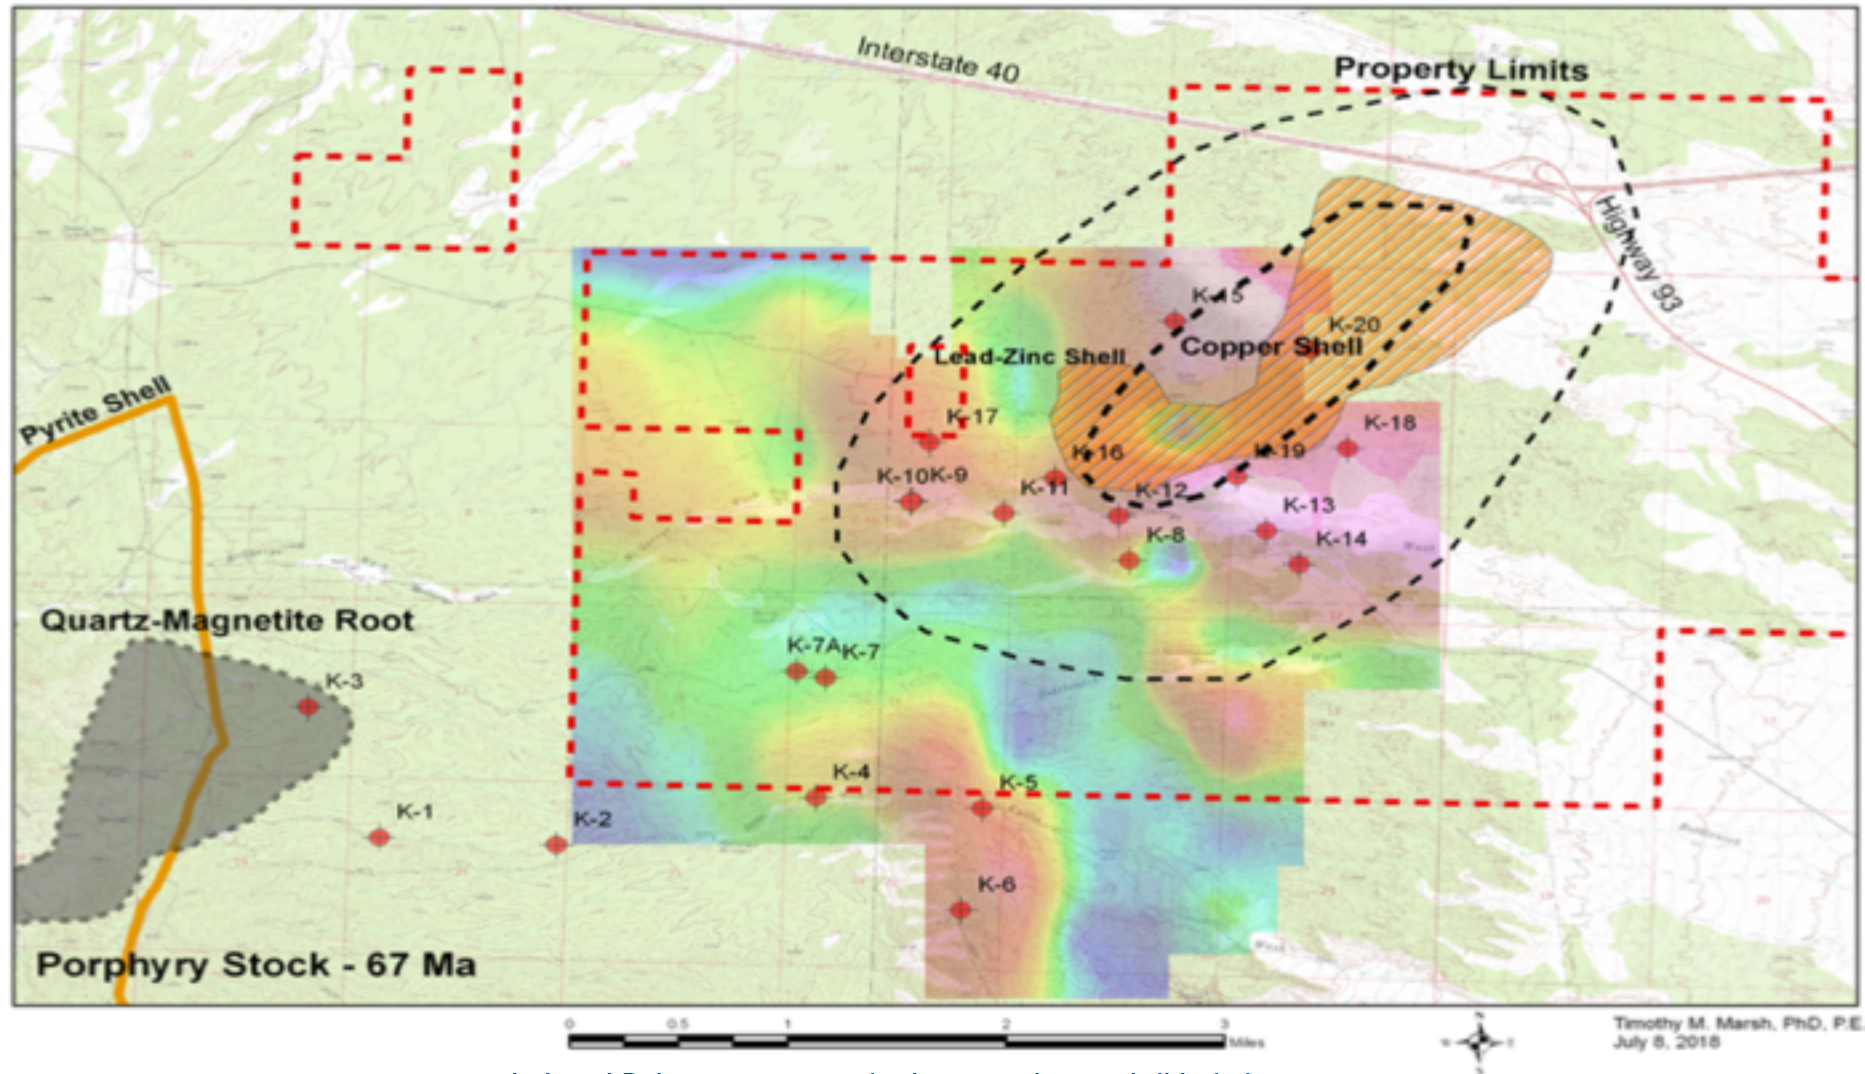 Interstate 40
Property Limits
Highway 93
K-15
K-20
Lead-Zinc Shell
Copper Shell
Pyrite Shell
K-17
K-18
K-16
K-19
K-10
K-9
K-11
K-12
K-13
K-8
K-14
Quartz-Magnetite Root
K-7A
K-7
K-3
K-4
K-5
K-1
K-2
K-6
Porphyry Stock - 67 Ma
0 0.5 1 2 3
Miles
Timothy M. Marsh, PhD, P.E.
July 8, 2018